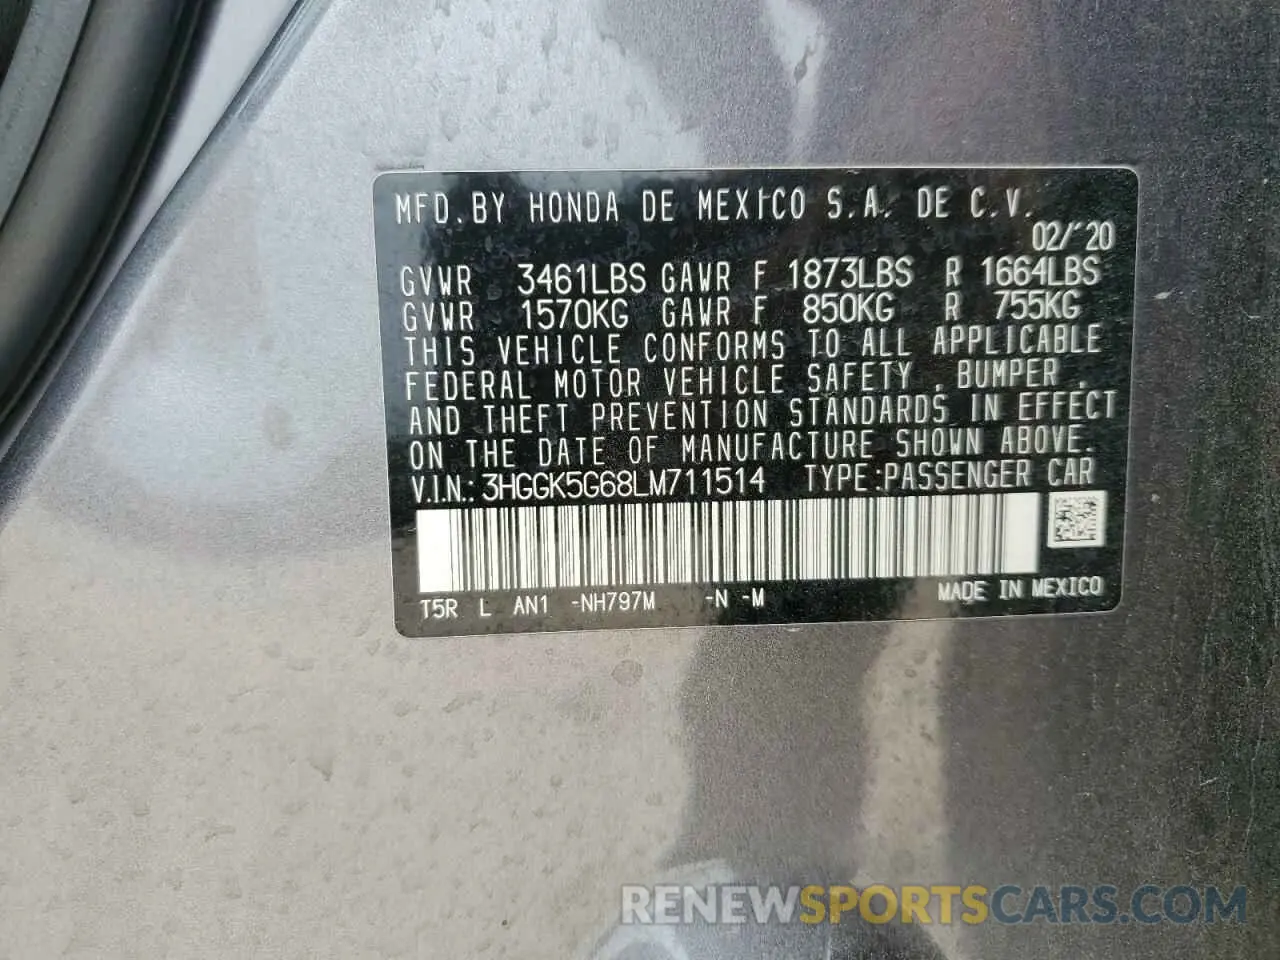 MFD. BY HONDA DE MEXICO S.A. DE C.V.
02/'20
GVWR 3461LBS GAWR F 1873LBS R 1664LBS
GVWR 1570KG GAWR F 850KG R 755KG
THIS VEHICLE CONFORMS TO ALL APPLICABLE
FEDERAL MOTOR VEHICLE SAFETY , BUMPER ,
AND THEFT PREVENTION STANDARDS IN EFFECT
ON THE DATE OF MANUFACTURE SHOWN ABOVE.
V.I.N.: 3HGGK5G68LM711514 TYPE:PASSENGER CAR
T5R L AN1 -NH797M -N -M MADE IN MEXICO
RENEWSPORTSCARS.COM